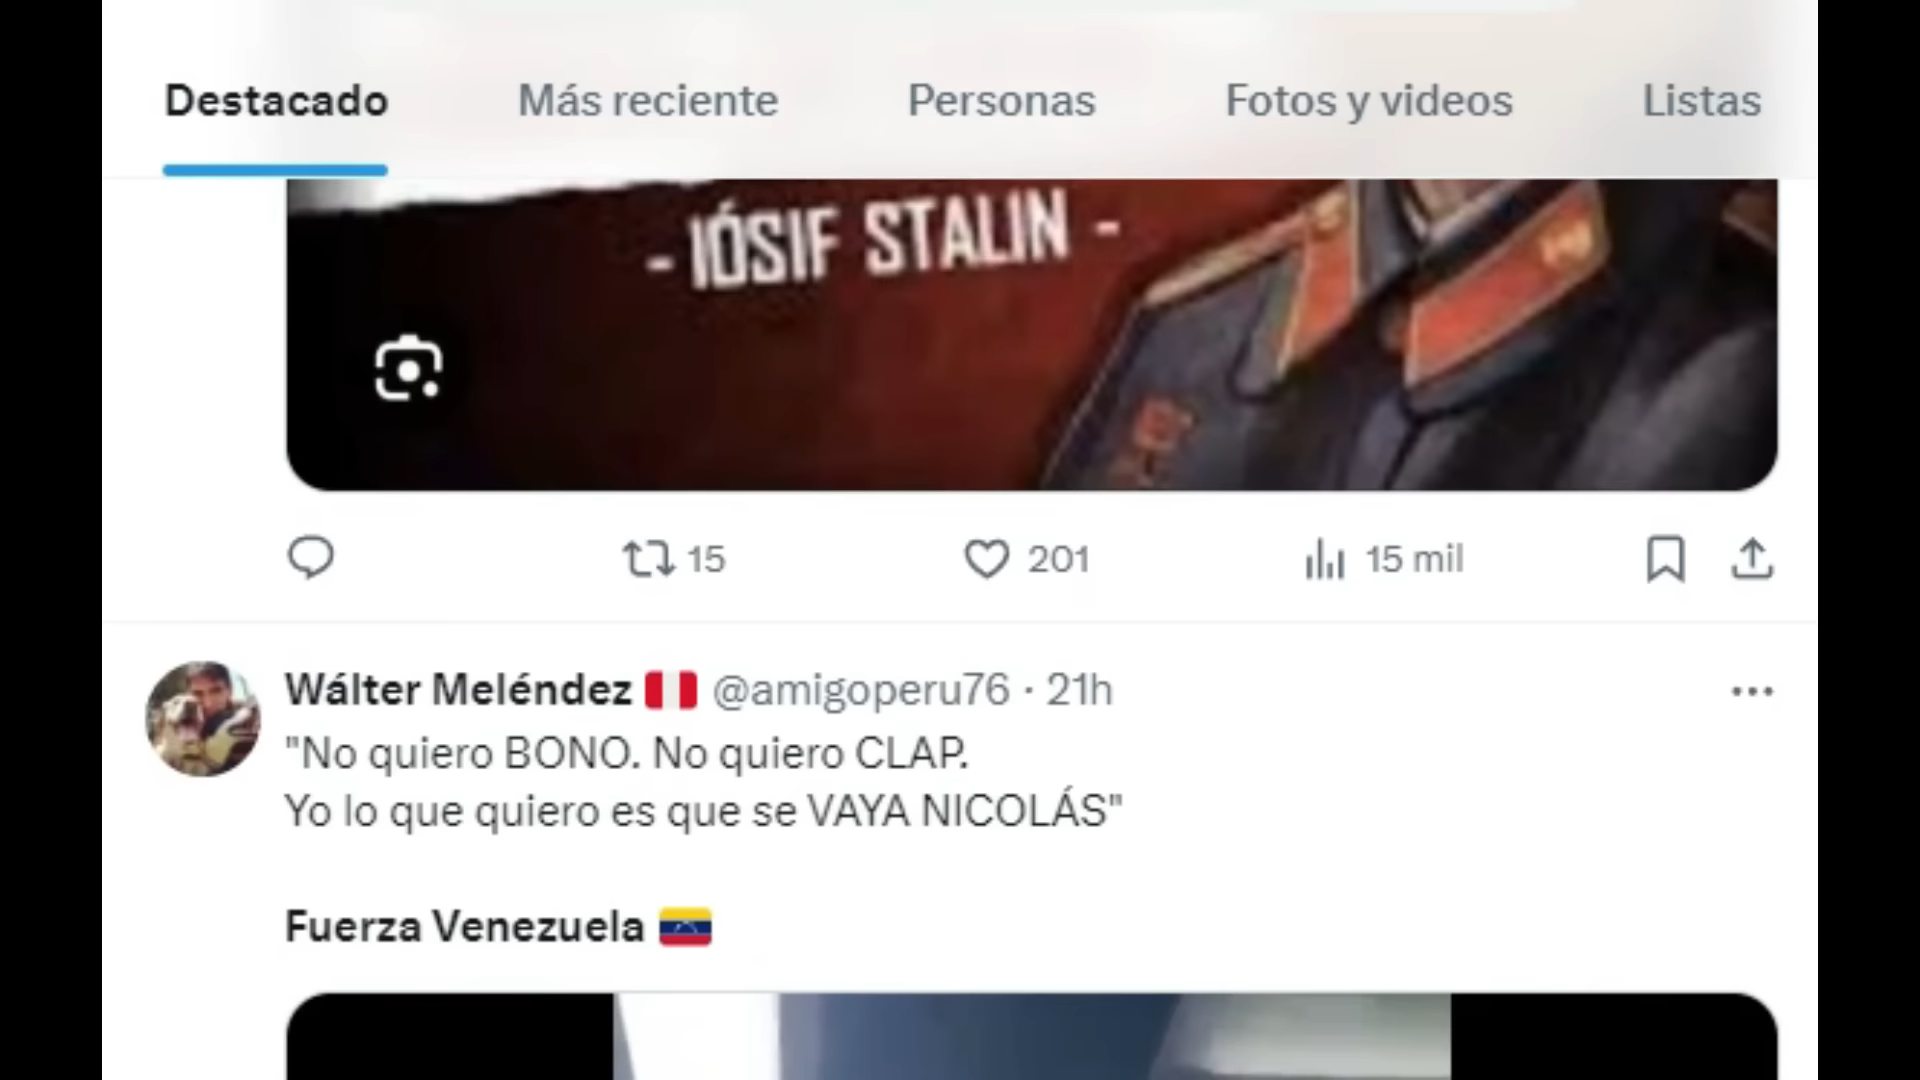 Destacado Más reciente Personas Fotos y videos Listas
- IÓSIF STALIN -
15 201 15 mil
Wálter Meléndez 🇵🇪 @amigoperu76 · 21h
"No quiero BONO. No quiero CLAP.
Yo lo que quiero es que se VAYA NICOLÁS"
Fuerza Venezuela 🇻🇪